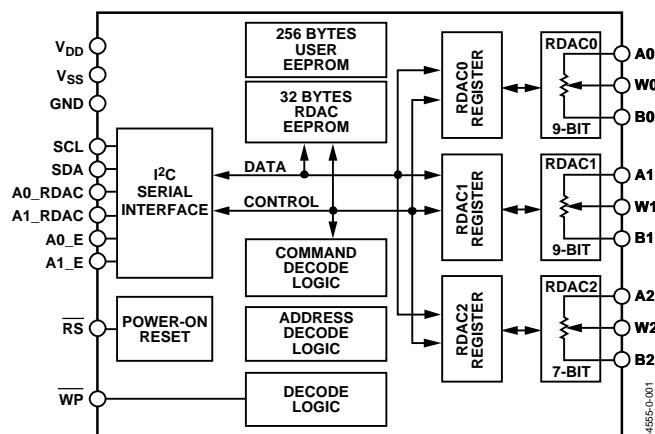 VDD
VSS
GND
SCL
SDA
A0_RDAC
A1_RDAC
A0_E
A1_E
RS
WP
I2C
SERIAL
INTERFACE
POWER-ON
RESET
256 BYTES
USER
EEPROM
32 BYTES
RDAC
EEPROM
DATA
CONTROL
COMMAND
DECODE
LOGIC
ADDRESS
DECODE
LOGIC
DECODE
LOGIC
RDAC0
REGISTER
RDAC1
REGISTER
RDAC2
REGISTER
RDAC0
9-BIT
RDAC1
9-BIT
RDAC2
7-BIT
A0
W0
B0
A1
W1
B1
A2
W2
B2
4555-0-001